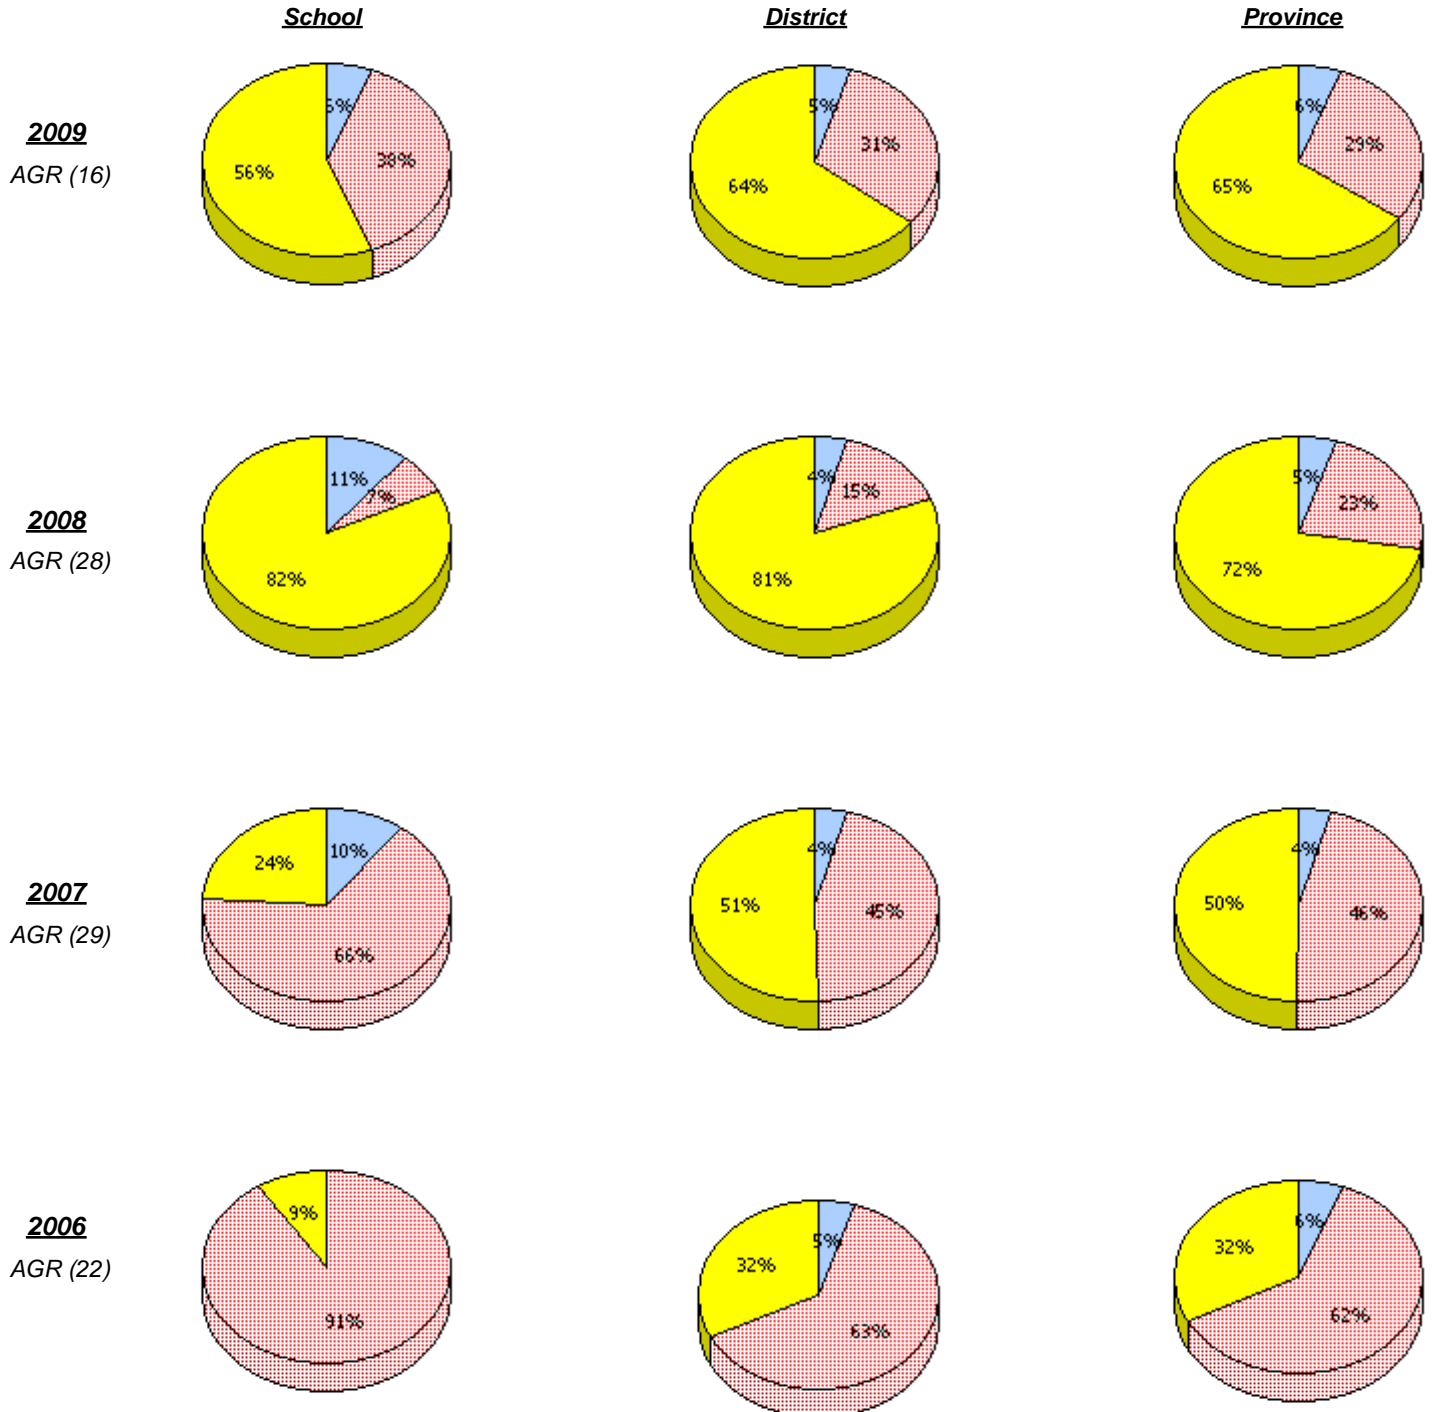 School District Province
2009
AGR (16)
6% 38% 56%
5% 31% 64%
6% 29% 65%
2008
AGR (28)
11% 7% 82%
4% 15% 81%
5% 23% 72%
2007
AGR (29)
10% 66% 24%
4% 45% 51%
4% 46% 50%
2006
AGR (22)
9% 91%
5% 63% 32%
6% 62% 32%